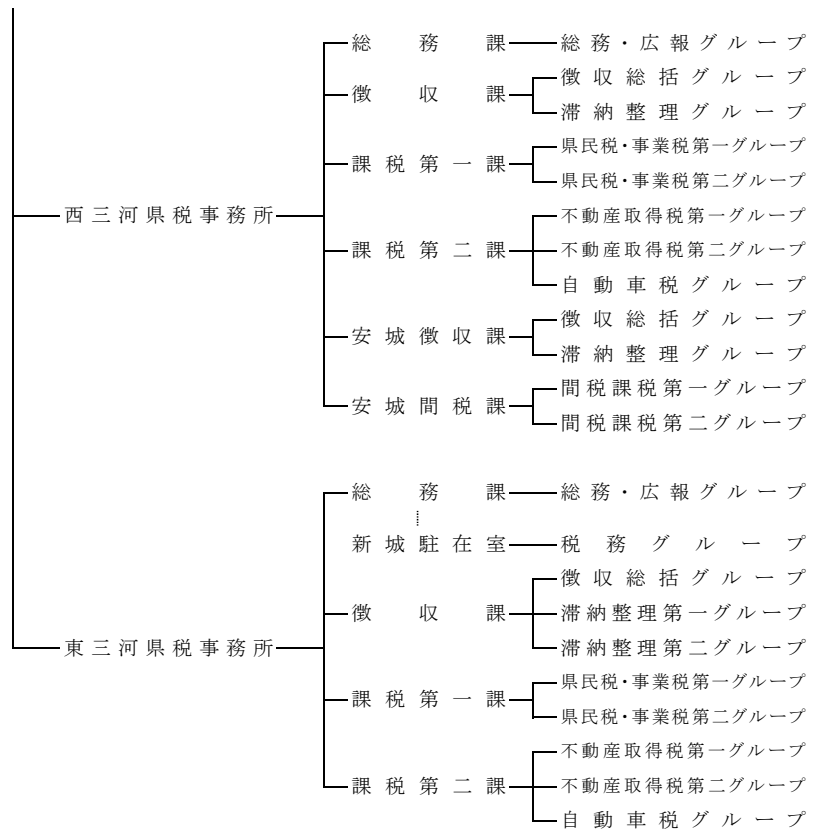 総務課 総務・広報グループ
徴収課 徴収総括グループ
滞納整理グループ
課税第一課 県民税・事業税第一グループ
県民税・事業税第二グループ
西三河県税事務所
課税第二課 不動産取得税第一グループ
不動産取得税第二グループ
自動車税グループ
安城徴収課 徴収総括グループ
滞納整理グループ
安城間税課 間税課税第一グループ
間税課税第二グループ
総務課 総務・広報グループ
新城駐在室 税務グループ
徴収課 徴収総括グループ
滞納整理第一グループ
滞納整理第二グループ
東三河県税事務所
課税第一課 県民税・事業税第一グループ
県民税・事業税第二グループ
課税第二課 不動産取得税第一グループ
不動産取得税第二グループ
自動車税グループ